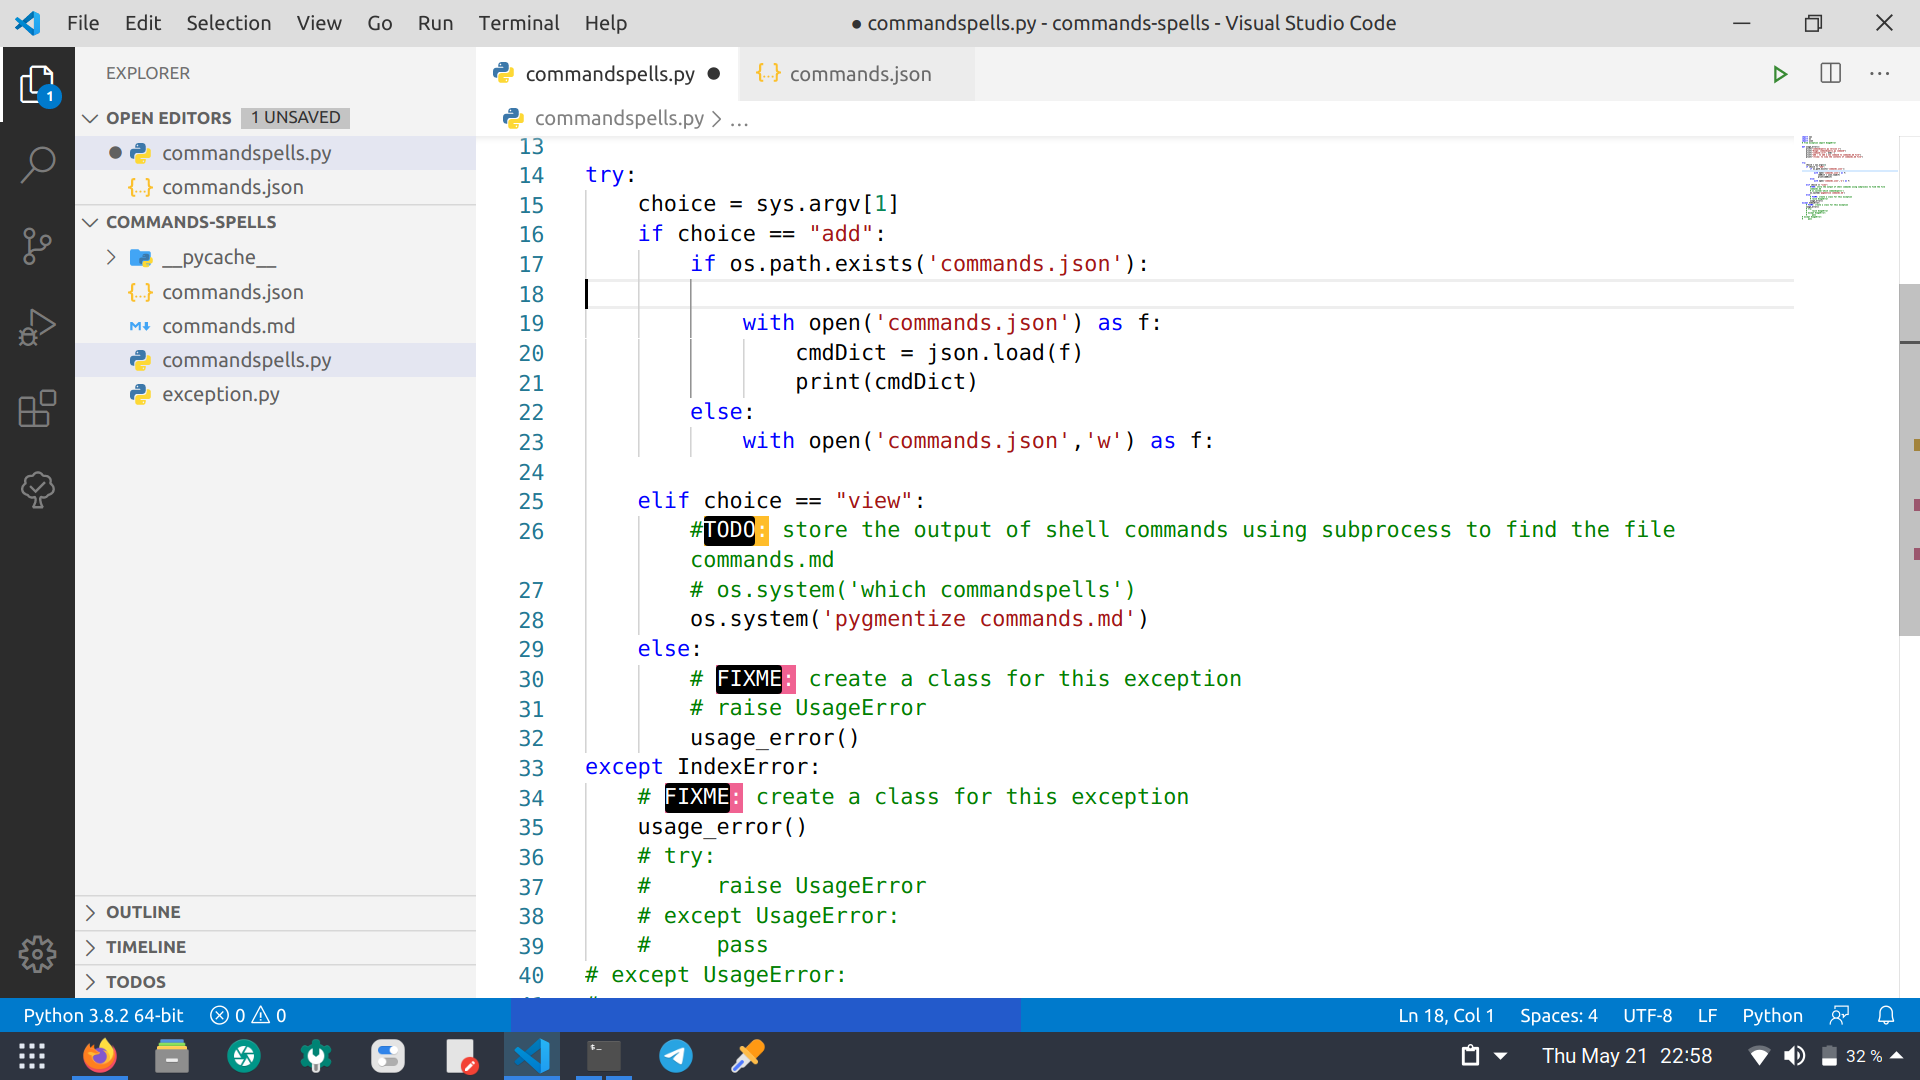 File Edit Selection View Go Run Terminal Help
● commandspells.py - commands-spells - Visual Studio Code
EXPLORER
1
OPEN EDITORS 1 UNSAVED
commandspells.py
commands.json
COMMANDS-SPELLS
__pycache__
commands.json
commands.md
commandspells.py
exception.py
OUTLINE
TIMELINE
TODOS
commandspells.py ● commands.json
commandspells.py > ...
13
14 try:
15 choice = sys.argv[1]
16 if choice == "add":
17 if os.path.exists('commands.json'):
18
19 with open('commands.json') as f:
20 cmdDict = json.load(f)
21 print(cmdDict)
22 else:
23 with open('commands.json','w') as f:
24
25 elif choice == "view":
26 #TODO: store the output of shell commands using subprocess to find the file
commands.md
27 # os.system('which commandspells')
28 os.system('pygmentize commands.md')
29 else:
30 # FIXME: create a class for this exception
31 # raise UsageError
32 usage_error()
33 except IndexError:
34 # FIXME: create a class for this exception
35 usage_error()
36 # try:
37 # raise UsageError
38 # except UsageError:
39 # pass
40 # except UsageError:
Python 3.8.2 64-bit 0 0 Ln 18, Col 1 Spaces: 4 UTF-8 LF Python
Thu May 21 22:58 32 %